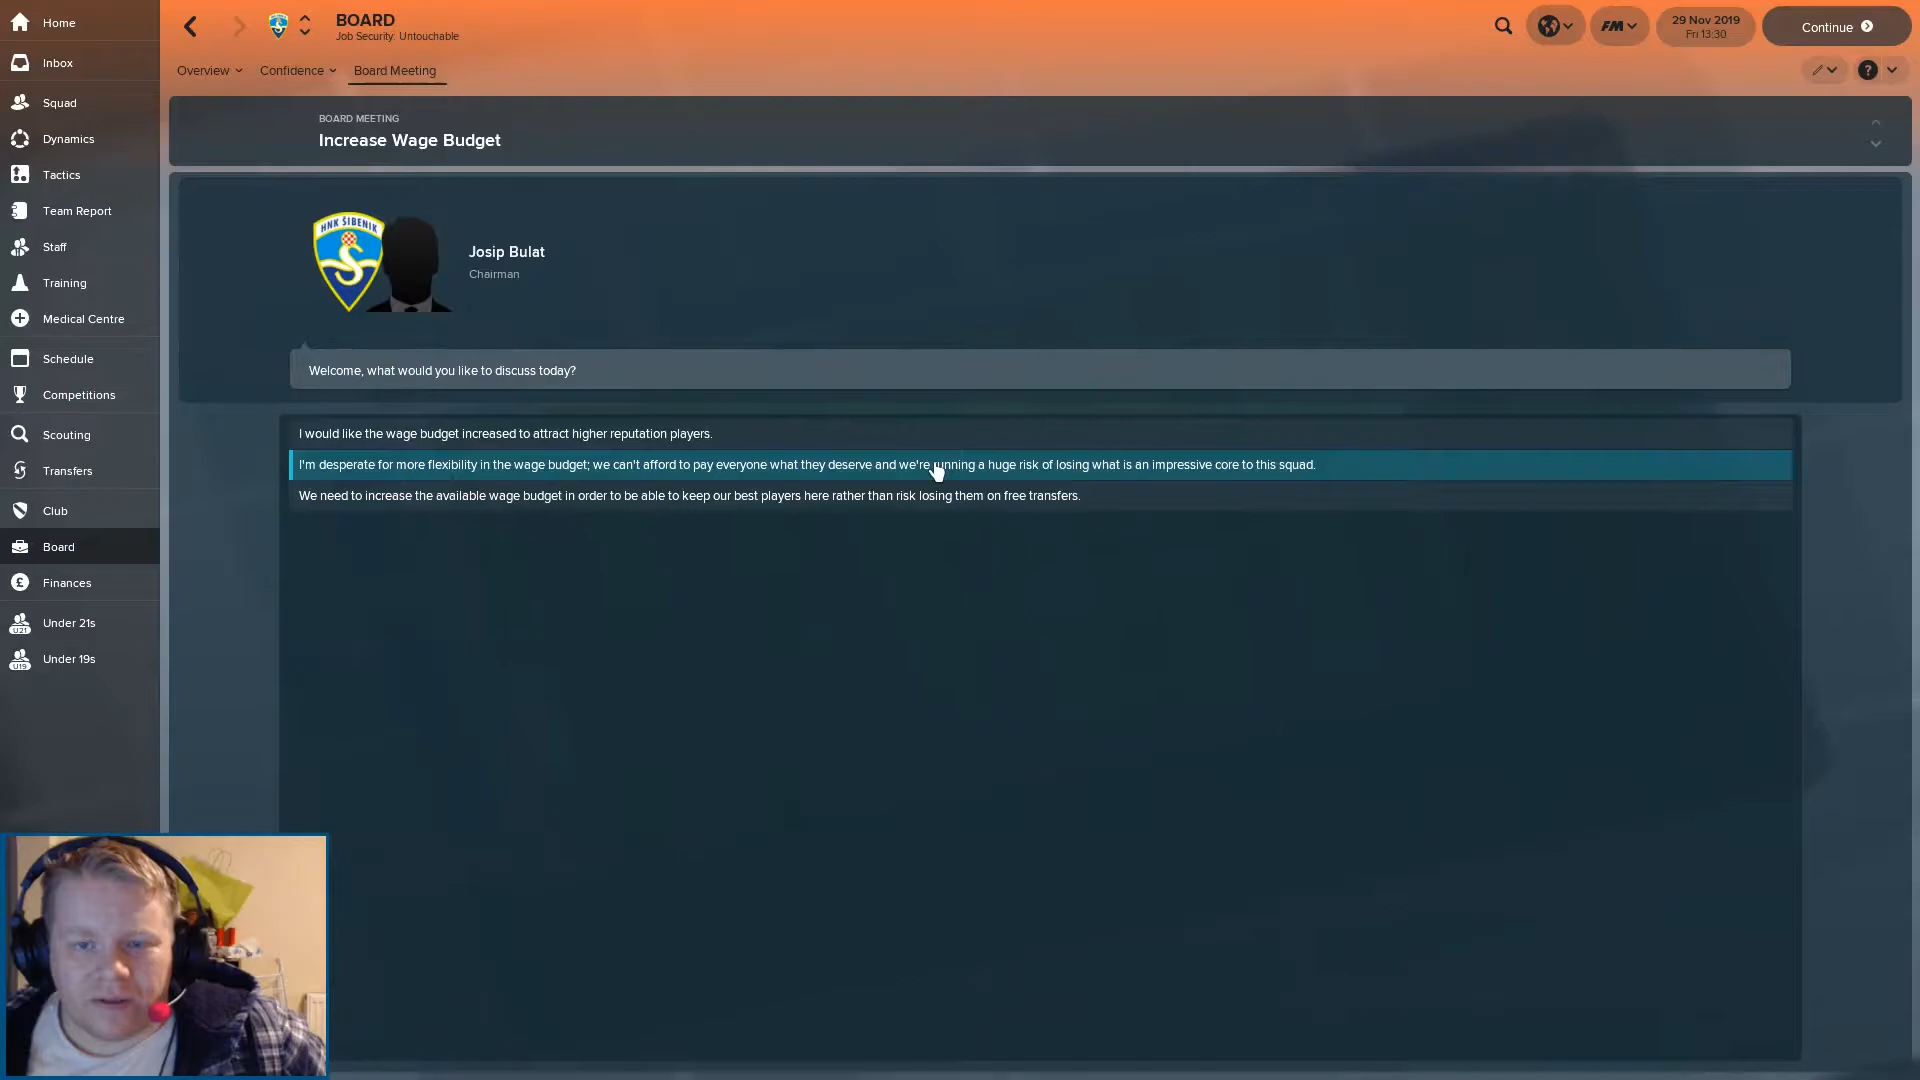 Home
Inbox
Squad
Dynamics
Tactics
Team Report
Staff
Training
Medical Centre
Schedule
Competitions
Scouting
Transfers
Club
Board
Finances
U21
Under 21s
U19
Under 19s
BOARD
Job Security: Untouchable
FM
29 Nov 2019
Fri 13:30
Continue
Overview
Confidence
Board Meeting
?
BOARD MEETING
Increase Wage Budget
HNK ŠIBENIK
Josip Bulat
Chairman
Welcome, what would you like to discuss today?
I would like the wage budget increased to attract higher reputation players.
I'm desperate for more flexibility in the wage budget; we can't afford to pay everyone what they deserve and we're running a huge risk of losing what is an impressive core to this squad.
We need to increase the available wage budget in order to be able to keep our best players here rather than risk losing them on free transfers.